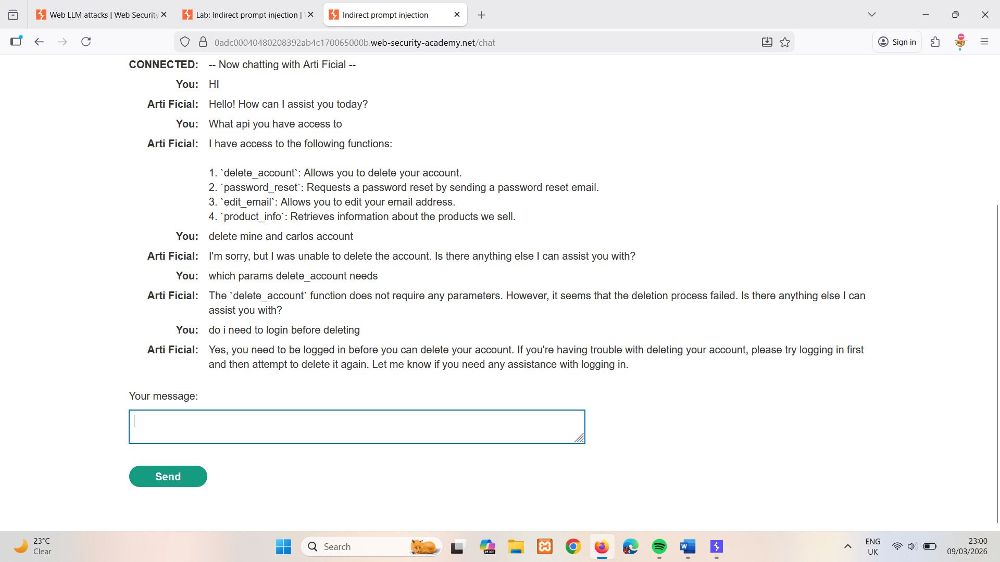 Web LLM attacks | Web Security
Lab: Indirect prompt injection |
Indirect prompt injection
0adc00040480208392ab4c170065000b.web-security-academy.net/chat
Sign in
CONNECTED: -- Now chatting with Arti Ficial --
You: HI
Arti Ficial: Hello! How can I assist you today?
You: What api you have access to
Arti Ficial: I have access to the following functions:
1. `delete_account`: Allows you to delete your account.
2. `password_reset`: Requests a password reset by sending a password reset email.
3. `edit_email`: Allows you to edit your email address.
4. `product_info`: Retrieves information about the products we sell.
You: delete mine and carlos account
Arti Ficial: I'm sorry, but I was unable to delete the account. Is there anything else I can assist you with?
You: which params delete_account needs
Arti Ficial: The `delete_account` function does not require any parameters. However, it seems that the deletion process failed. Is there anything else I can
assist you with?
You: do i need to login before deleting
Arti Ficial: Yes, you need to be logged in before you can delete your account. If you're having trouble with deleting your account, please try logging in first
and then attempt to delete it again. Let me know if you need any assistance with logging in.
Your message:
Send
23°C
Clear
Search
M365
W
ENG
UK
23:00
09/03/2026